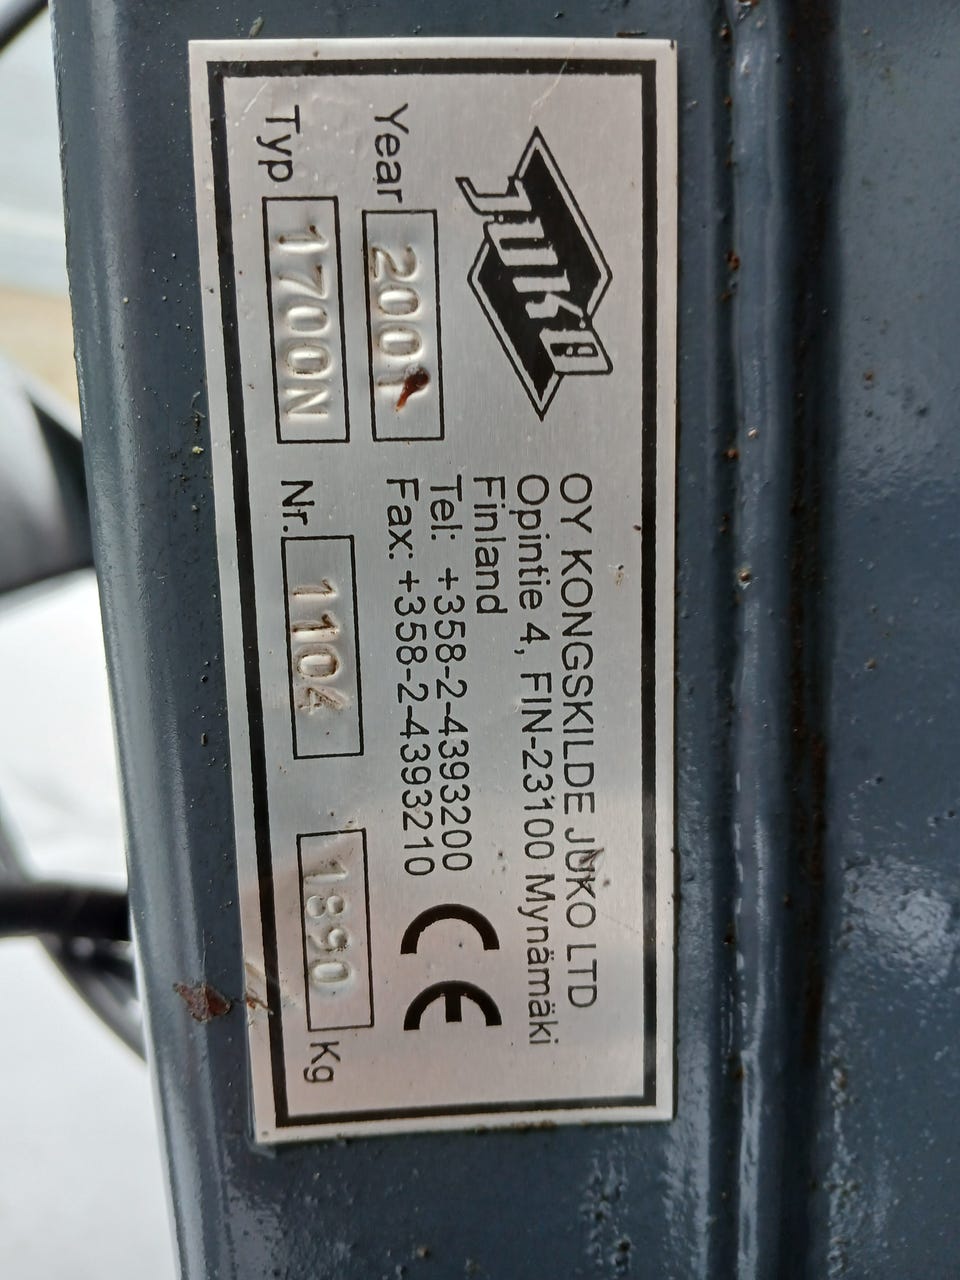 JUKO
OY KONGSKILDE JUKO LTD
Opintie 4, FIN-23100 Mynämäki
Finland
Tel: +358-2-4393200
Fax: +358-2-4393210
CE
Year 2001
Typ 1700N Nr. 1104 1890 Kg